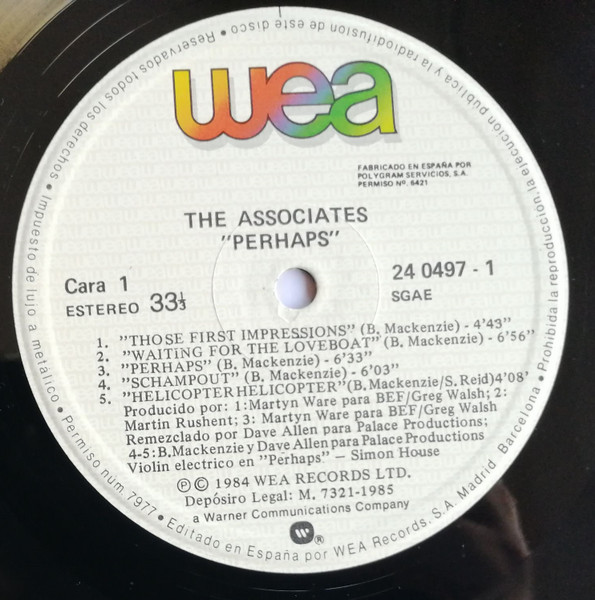 wea
FABRICADO EN ESPAÑA POR
POLYGRAM SERVICIOS, S.A.
PERMISO Nº. 6421
THE ASSOCIATES
"PERHAPS"
Cara 1
ESTEREO 33⅓
24 0497 - 1
SGAE
1. "THOSE FIRST IMPRESSIONS" (B. Mackenzie) - 4'43"
2. "WAITiNG FOR THE LOVEBOAT" (B. Mackenzie) - 6'56"
3. "PERHAPS" (B. Mackenzie) - 6'33"
4. "SCHAMPOUT" (B. Mackenzie) - 6'03"
5. "HELICOPTER HELICOPTER" (B. Mackenzie/S. Reid) 4'08'
Producido por: 1: Martyn Ware para BEF/Greg Walsh; 2:
Martin Rushent; 3; Martyn Ware para BEF/Greg Walsh
Remezclado por Dave Allen para Palace Productions;
4-5: B. Mackenzie y Dave Allen para Palace Productions
Violin electrico en "Perhaps" – Simon House
℗ © 1984 WEA RECORDS LTD.
Depósiro Legal: M. 7321-1985
a Warner Communications Company
®
Reservados todos los derechos • Impuesto de lujo a metálico • Permiso núm. 7977 • Editado en España por WEA Records, S.A. Madrid - Barcelona • Prohibida la reproducción, la ejecución pública y la radiodifusión de este disco •